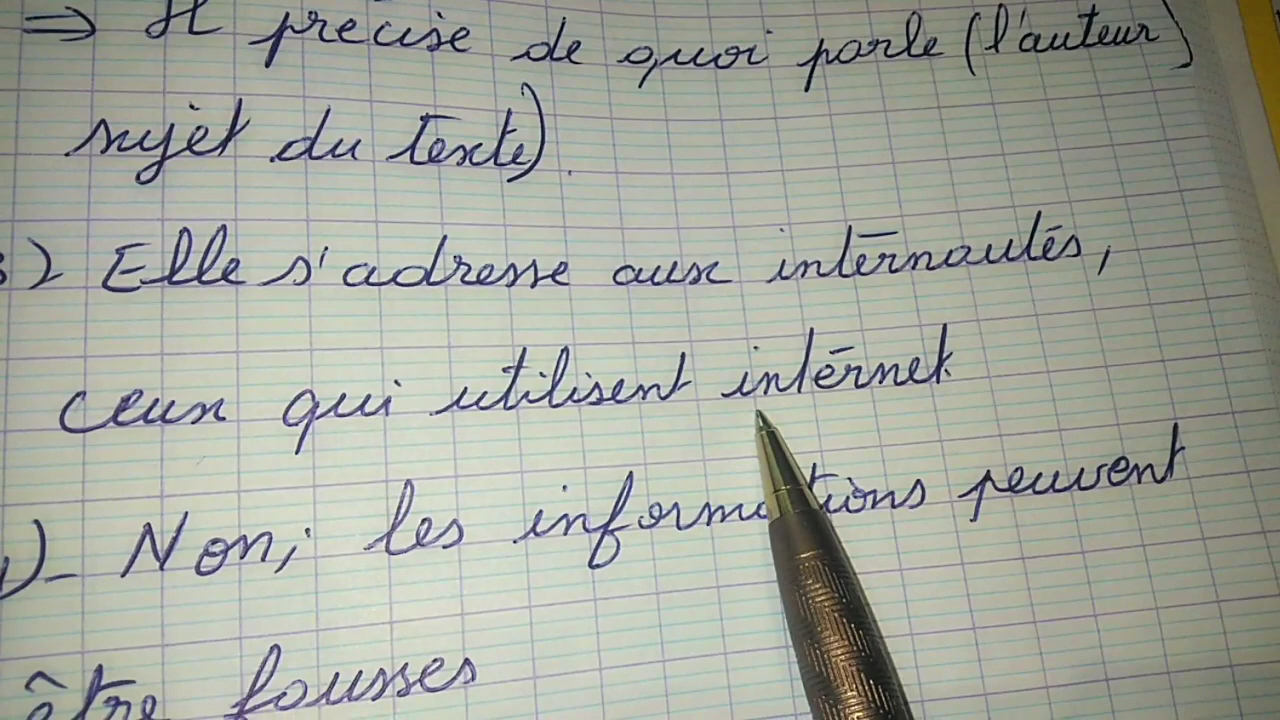 ⇒ Il précise de quoi parle (l'auteur)
sujet du texte).
3) Elle s'adresse aux internautes,
ceux qui utilisent internet
)- Non; les informations peuvent
être fausses